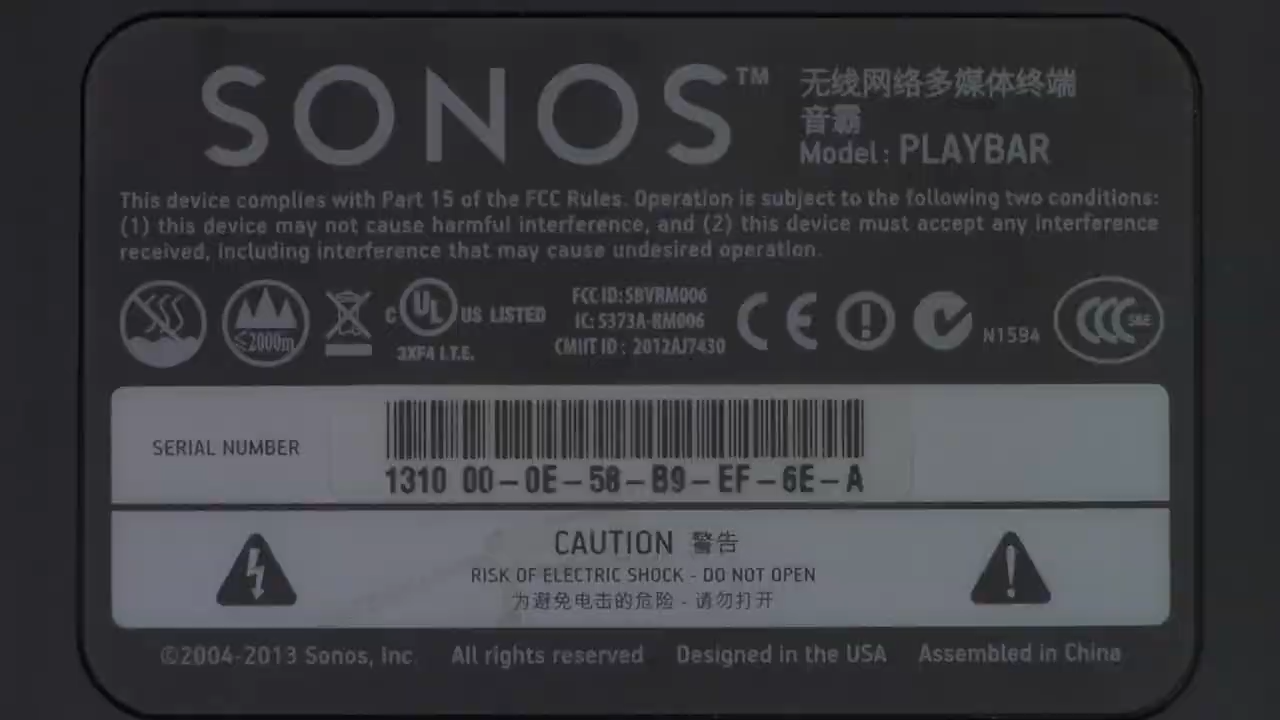 SONOS™
无线网络多媒体终端
音霸
Model: PLAYBAR
This device complies with Part 15 of the FCC Rules. Operation is subject to the following two conditions:
(1) this device may not cause harmful interference, and (2) this device must accept any interference
received, including interference that may cause undesired operation.
≤2000m
C UL US LISTED
3XF4 I.T.E.
FCC ID: SBVRM006
IC: 5373A-RM006
CMIIT ID: 2012AJ7430
CE
N1594
CCC S&E
SERIAL NUMBER
1310 00-0E-58-B9-EF-6E-A
CAUTION 警告
RISK OF ELECTRIC SHOCK - DO NOT OPEN
为避免电击的危险 - 请勿打开
©2004-2013 Sonos, Inc. All rights reserved Designed in the USA Assembled in China